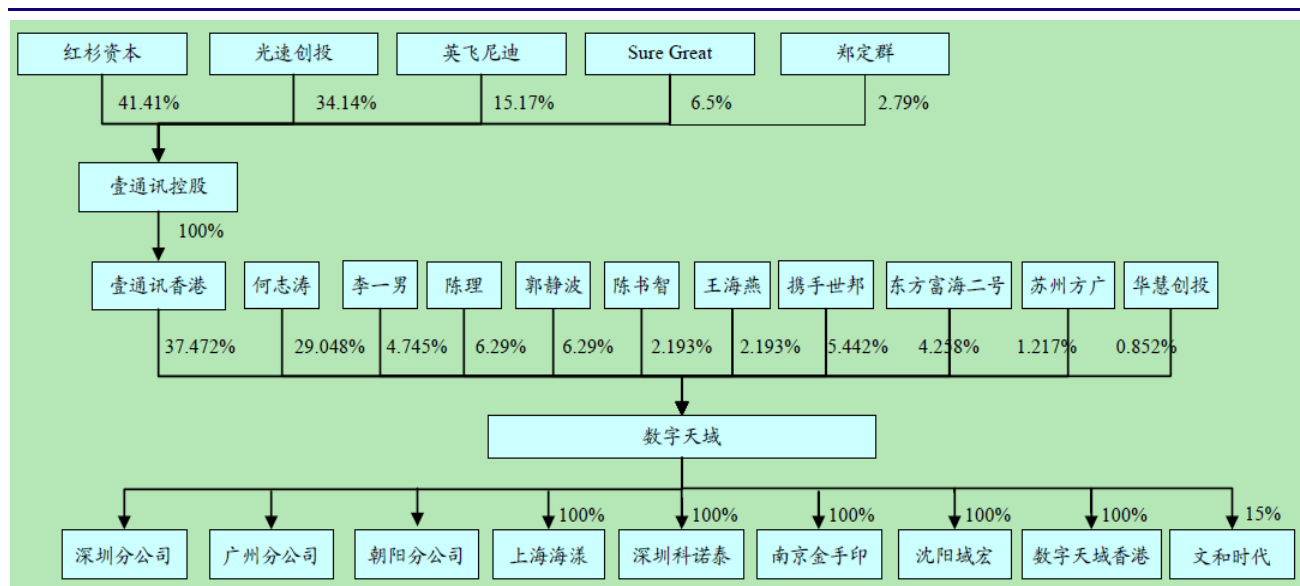 红杉资本 光速创投 英飞尼迪 Sure Great 郑定群
41.41% 34.14% 15.17% 6.5% 2.79%
壹通讯控股
100%
壹通讯香港 何志涛 李一男 陈理 郭静波 陈书智 王海燕 携手世邦 东方富海二号 苏州方广 华慧创投
37.472% 29.048% 4.745% 6.29% 6.29% 2.193% 2.193% 5.442% 4.258% 1.217% 0.852%
数字天域
100% 100% 100% 100% 100% 15%
深圳分公司 广州分公司 朝阳分公司 上海海漾 深圳科诺泰 南京金手印 沈阳域宏 数字天域香港 文和时代